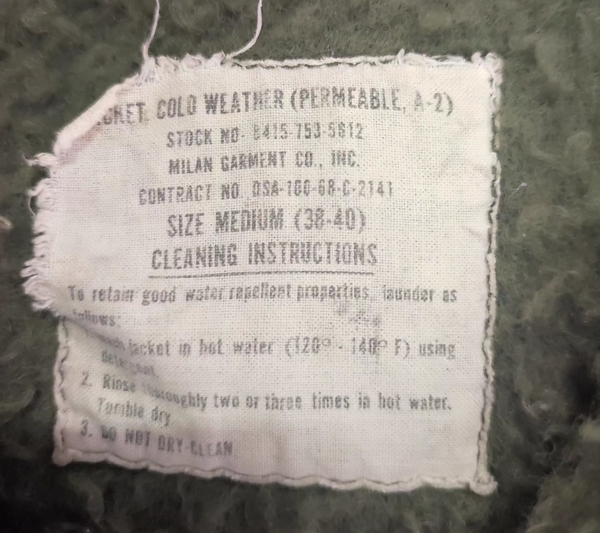 CKET, COLD WEATHER (PERMEABLE, A-2)
STOCK NO- 8415-753-5612
MILAN GARMENT CO., INC.
CONTRACT NO. DSA-100-68-C-2141
SIZE MEDIUM (38-40)
CLEANING INSTRUCTIONS
To retain good water repellent properties, launder as
follows:
jacket in hot water (120° - 140° F) using
detergent.
2. Rinse thoroughly two or three times in hot water.
Tumble dry
3. DO NOT DRY-CLEAN